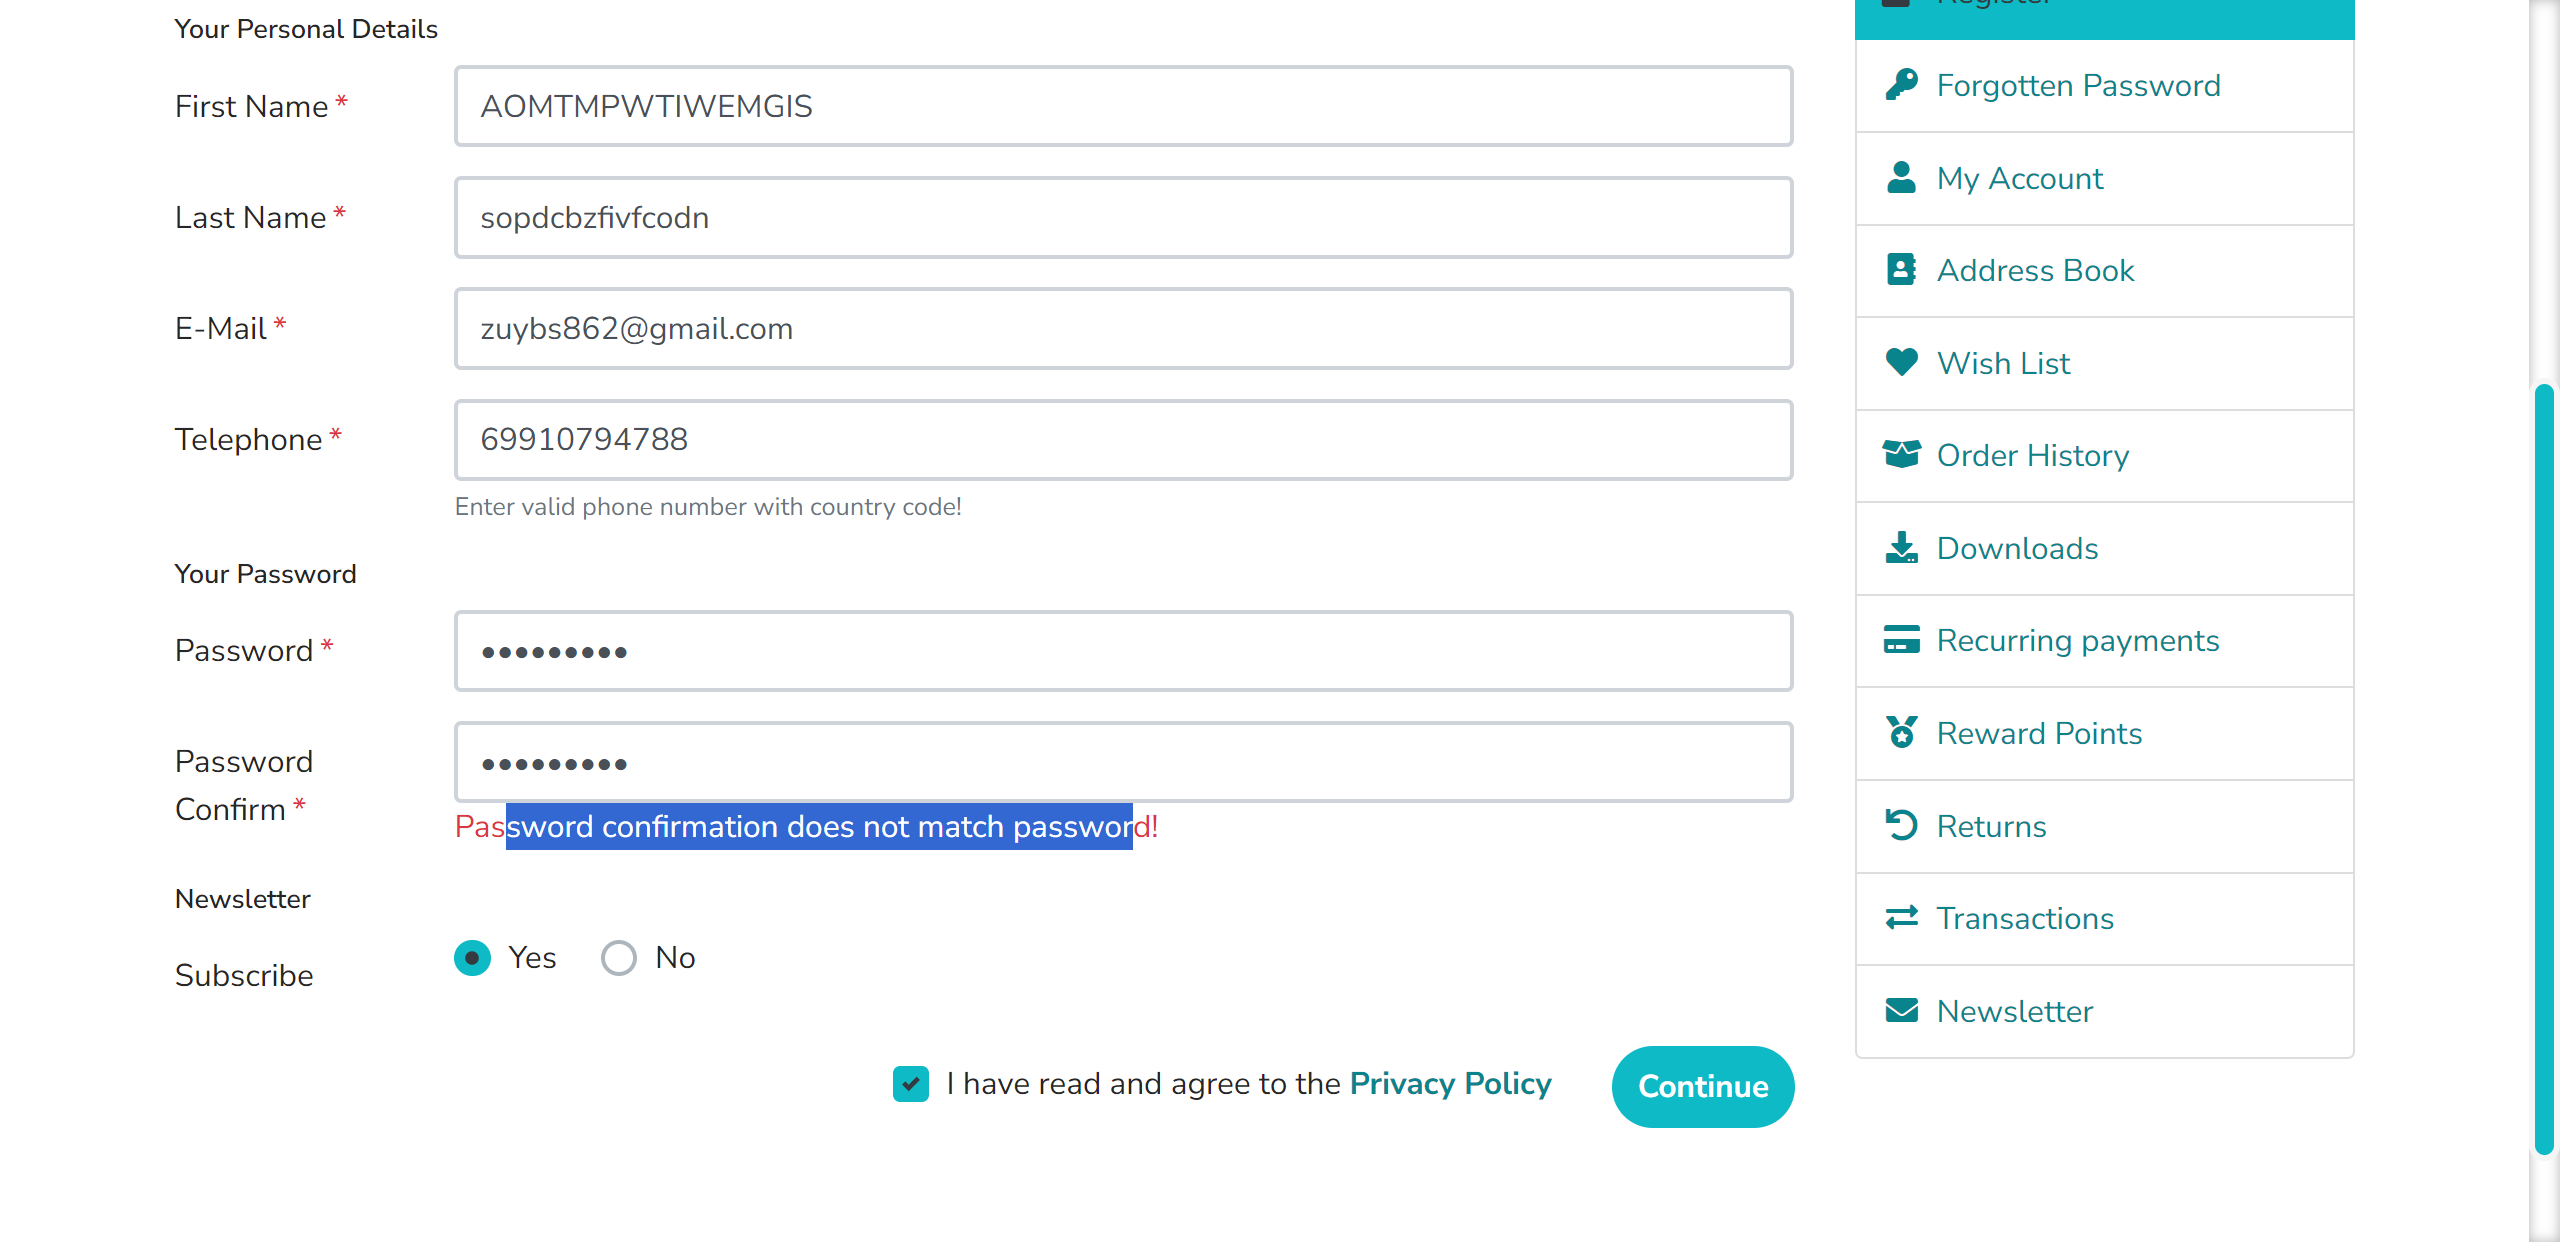 Your Personal Details
First Name *
AOMTMPWTIWEMGIS
Last Name *
sopdcbzfivfcodn
E-Mail *
zuybs862@gmail.com
Telephone *
69910794788
Enter valid phone number with country code!
Your Password
Password *
Password
Confirm *
Password confirmation does not match password!
Newsletter
Subscribe
Yes No
I have read and agree to the Privacy Policy
Continue
Register
Forgotten Password
My Account
Address Book
Wish List
Order History
Downloads
Recurring payments
Reward Points
Returns
Transactions
Newsletter